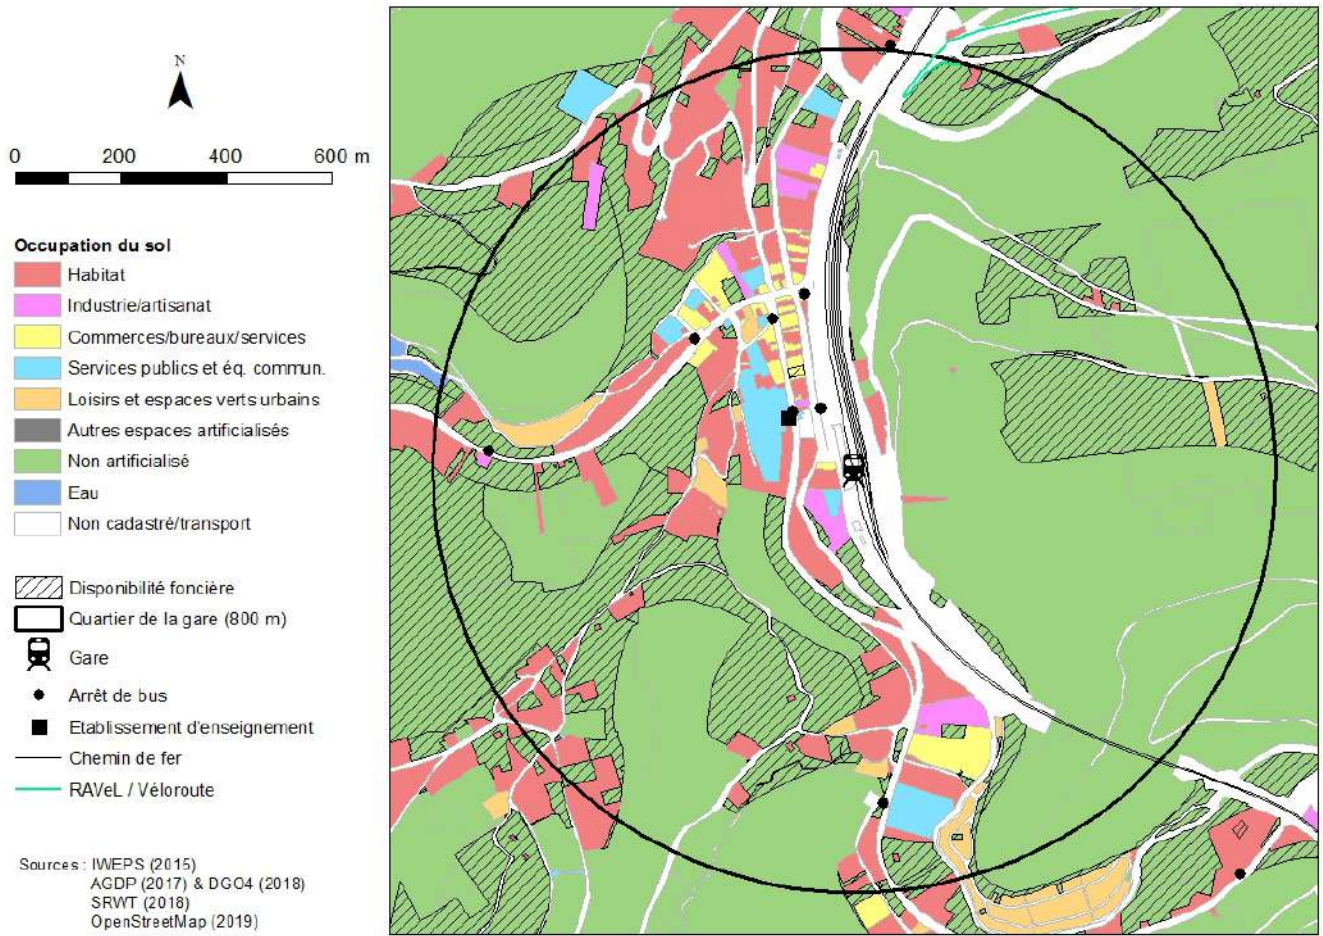 N
0 200 400 600 m
Occupation du sol
Habitat
Industrie/artisanat
Commerces/bureaux/services
Services publics et éq. commun.
Loisirs et espaces verts urbains
Autres espaces artificialisés
Non artificialisé
Eau
Non cadastré/transport
Disponibilité foncière
Quartier de la gare (800 m)
Gare
Arrêt de bus
Etablissement d'enseignement
Chemin de fer
RAVeL / Véloroute
Sources : IWEPS (2015)
AGDP (2017) & DGO4 (2018)
SRWT (2018)
OpenStreetMap (2019)